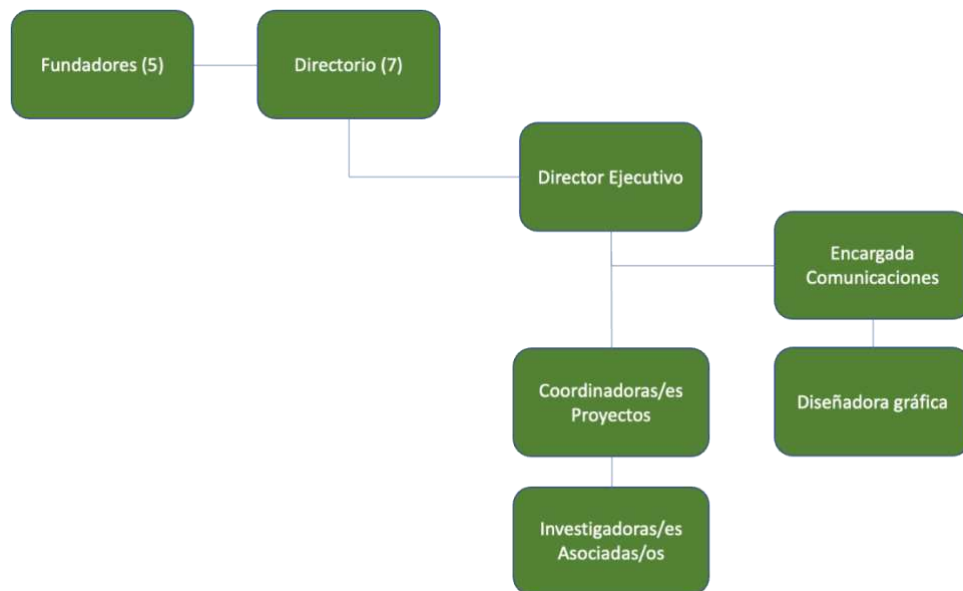 Fundadores (5)
Directorio (7)
Director Ejecutivo
Encargada
Comunicaciones
Coordinadoras/es
Proyectos
Diseñadora gráfica
Investigadoras/es
Asociadas/os